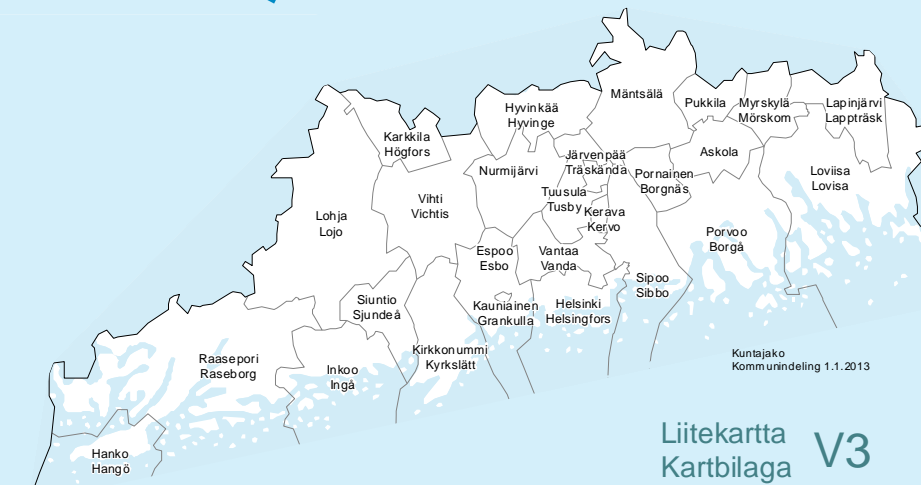 Mäntsälä
Hyvinkää
Hyvinge
Pukkila
Myrskylä
Mörskom
Lapinjärvi
Lappträsk
Karkkila
Högfors
Nurmijärvi
Järvenpää
Träskända
Askola
Pornainen
Borgnäs
Loviisa
Lovisa
Vihti
Vichtis
Tuusula
Tusby
Kerava
Kervo
Lohja
Lojo
Porvoo
Borgå
Espoo
Esbo
Vantaa
Vanda
Sipoo
Sibbo
Siuntio
Sjundeå
Kauniainen
Grankulla
Helsinki
Helsingfors
Raasepori
Raseborg
Inkoo
Ingå
Kirkkonummi
Kyrkslätt
Hanko
Hangö
Kuntajako
Kommunindeling 1.1.2013
Liitekartta
Kartbilaga
V3